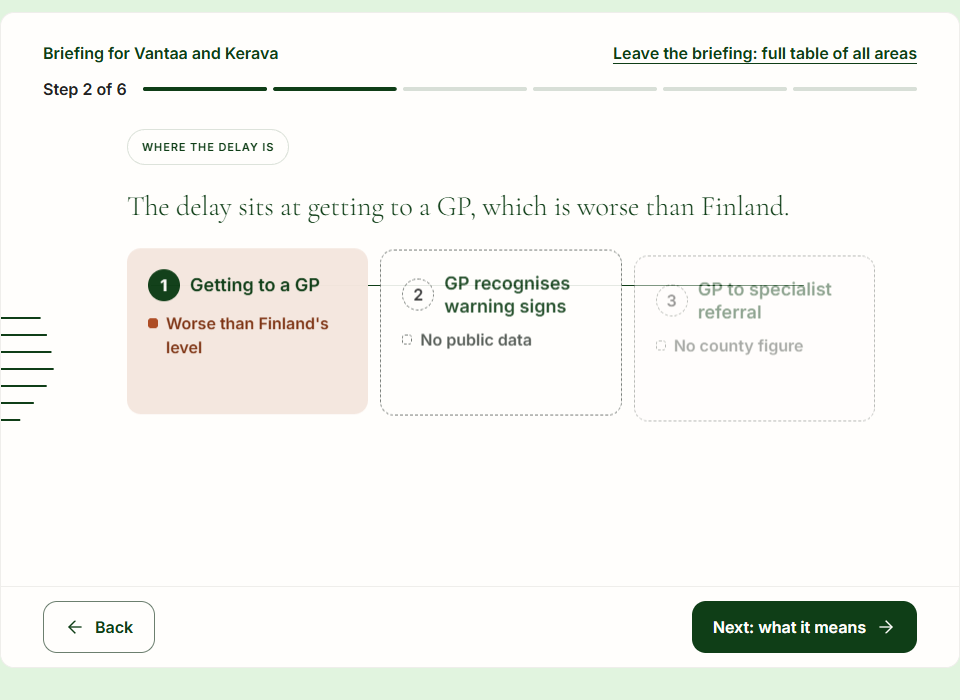 Briefing for Vantaa and Kerava
Leave the briefing: full table of all areas
Step 2 of 6
WHERE THE DELAY IS
The delay sits at getting to a GP, which is worse than Finland.
1 Getting to a GP
Worse than Finland's
level
2 GP recognises
warning signs
No public data
3 GP to specialist
referral
No county figure
Back
Next: what it means